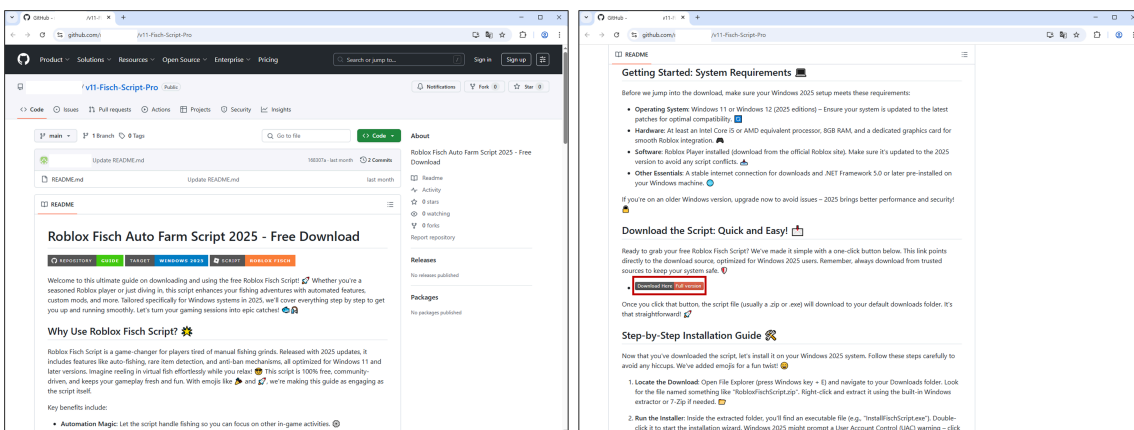 GitHub - /v11-F
github.com/ /v11-Fisch-Script-Pro
Product Solutions Resources Open Source Enterprise Pricing
Search or jump to...
Sign in
Sign up
/ v11-Fisch-Script-Pro Public
Notifications
Fork 0
Star 0
Code Issues Pull requests Actions Projects Security Insights
main 1 Branch 0 Tags
Go to file
Code
Update README.md
last month 2 Commits
README.md Update README.md last month
README
Roblox Fisch Auto Farm Script 2025 - Free Download
REPOSITORY GUIDE TARGET WINDOWS 2025 SCRIPT ROBLOX FISCH
Welcome to this ultimate guide on downloading and using the free Roblox Fisch Script! 🚀 Whether you're a
seasoned Roblox player or just diving in, this script enhances your fishing adventures with automated features,
custom mods, and more. Tailored specifically for Windows systems in 2025, we'll cover everything step by step to get
you up and running smoothly. Let's turn your gaming sessions into epic catches!
Why Use Roblox Fisch Script?
Roblox Fisch Script is a game-changer for players tired of manual fishing grinds. Released with 2025 updates, it
includes features like auto-fishing, rare item detection, and anti-ban mechanisms, all optimized for Windows 11 and
later versions. Imagine reeling in virtual fish effortlessly while you relax! 😎 This script is 100% free, community-
driven, and keeps your gameplay fresh and fun. With emojis like and 🚀, we're making this guide as engaging as
the script itself.
Key benefits include:
• Automation Magic: Let the script handle fishing so you can focus on other in-game activities.
About
Roblox Fisch Auto Farm Script 2025 - Free
Download
Readme
Activity
0 stars
0 watching
0 forks
Report repository
Releases
No releases published
Packages
No packages published
GitHub -
github.com/ /v11-Fisch-Script-Pro
README
Getting Started: System Requirements 💻
Before we jump into the download, make sure your Windows 2025 setup meets these requirements:
• Operating System: Windows 11 or Windows 12 (2025 editions) – Ensure your system is updated to the latest
patches for optimal compatibility.
• Hardware: At least an Intel Core i5 or AMD equivalent processor, 8GB RAM, and a dedicated graphics card for
smooth Roblox integration. 🎮
• Software: Roblox Player installed (download from the official Roblox site). Make sure it's updated to the 2025
version to avoid any script conflicts.
• Other Essentials: A stable internet connection for downloads and .NET Framework 5.0 or later pre-installed on
your Windows machine. 🌐
If you're on an older Windows version, upgrade now to avoid issues – 2025 brings better performance and security!
🔒
Download the Script: Quick and Easy! 📥
Ready to grab your free Roblox Fisch Script? We've made it simple with a one-click button below. This link points
directly to the download source, optimized for Windows 2025 users. Remember, always download from trusted
sources to keep your system safe. 🛡️
• Download Here Full version
Once you click that button, the script file (usually a zip or .exe) will download to your default downloads folder. It's
that straightforward! 🚀
Step-by-Step Installation Guide 🛠️
Now that you've downloaded the script, let's install it on your Windows 2025 system. Follow these steps carefully to
avoid any hiccups. We've added emojis for a fun twist! 😄
1. Locate the Download: Open File Explorer (press Windows key + E) and navigate to your Downloads folder. Look
for the file named something like "RobloxFischScript.zip". Right-click and extract it using the built-in Windows
extractor or 7-Zip if needed. 📂
2. Run the Installer: Inside the extracted folder, you'll find an executable file (e.g., "InstallFischScript.exe"). Double-
click it to start the installation wizard. Windows 2025 might prompt a User Account Control (UAC) warning – click